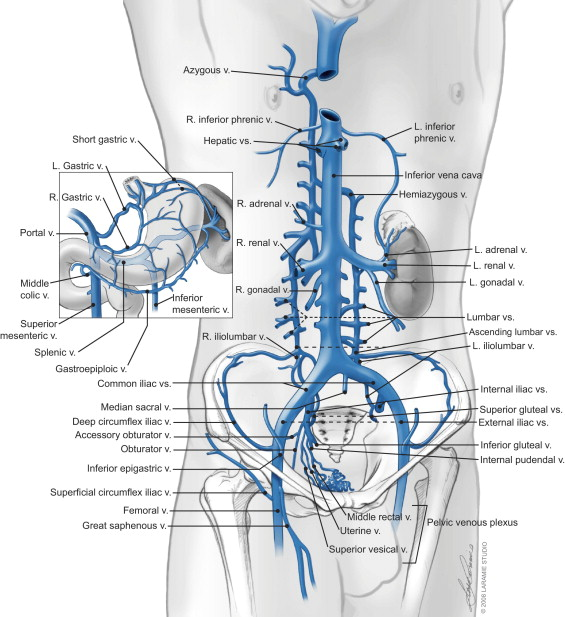 Azygous v.
R. inferior phrenic v.
Hepatic vs.
L. inferior
phrenic v.
Short gastric v.
L. Gastric v.
R. Gastric v.
Portal v.
Middle
colic v.
Superior
mesenteric v.
Splenic v.
Gastroepiploic v.
Inferior
mesenteric v.
Inferior vena cava
Hemiazygous v.
R. adrenal v.
R. renal v.
R. gonadal v.
R. iliolumbar v.
L. adrenal v.
L. renal v.
L. gonadal v.
Lumbar vs.
Ascending lumbar vs.
L. iliolumbar v.
Common iliac vs.
Median sacral v.
Deep circumflex iliac v.
Accessory obturator v.
Obturator v.
Inferior epigastric v.
Superficial circumflex iliac v.
Femoral v.
Great saphenous v.
Internal iliac vs.
Superior gluteal vs.
External iliac vs.
Inferior gluteal v.
Internal pudendal v.
Middle rectal v.
Uterine v.
Superior vesical v.
Pelvic venous plexus
© 2008 LARAMIE STUDIO